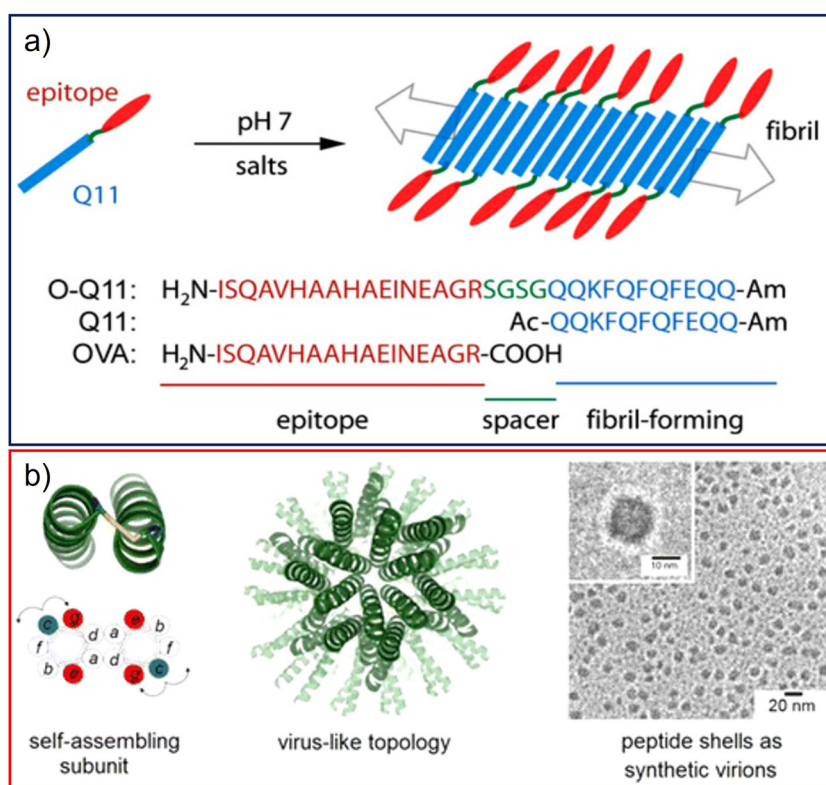 a)
epitope
Q11
pH 7
salts
fibril
O-Q11: H₂N-ISQAVHAAHAEINEAGRSGSGQQKFQFQFEQQ-Am
Q11: Ac-QQKFQFQFEQQ-Am
OVA: H₂N-ISQAVHAAHAEINEAGR-COOH
epitope spacer fibril-forming
b)
c g d a e b
f f
b e a d g c
10 nm
20 nm
self-assembling
subunit
virus-like topology
peptide shells as
synthetic virions